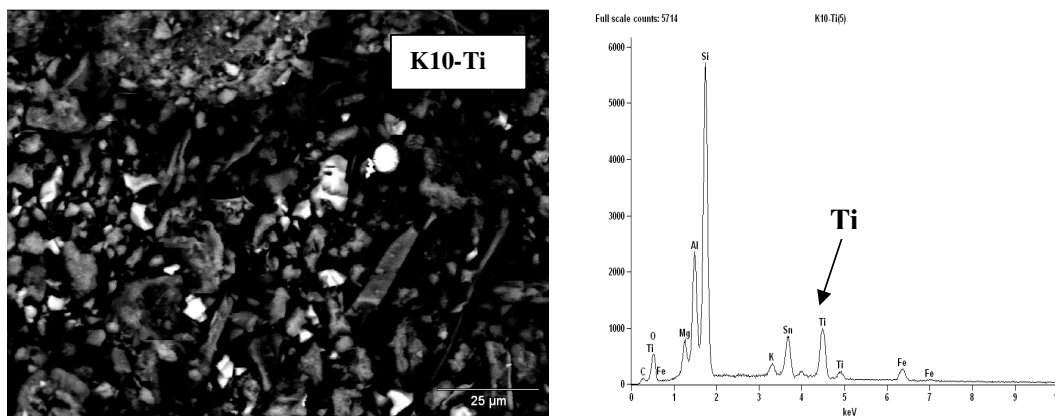 K10-Ti
25 µm
Full scale counts: 5714
K10-Ti(5)
6000
5000
4000
3000
2000
1000
0
Si
Al
Ti
O
Ti
C
Fe
Mg
K
Sn
Ti
Ti
Fe
Fe
0 1 2 3 4 5 6 7 8 9
keV